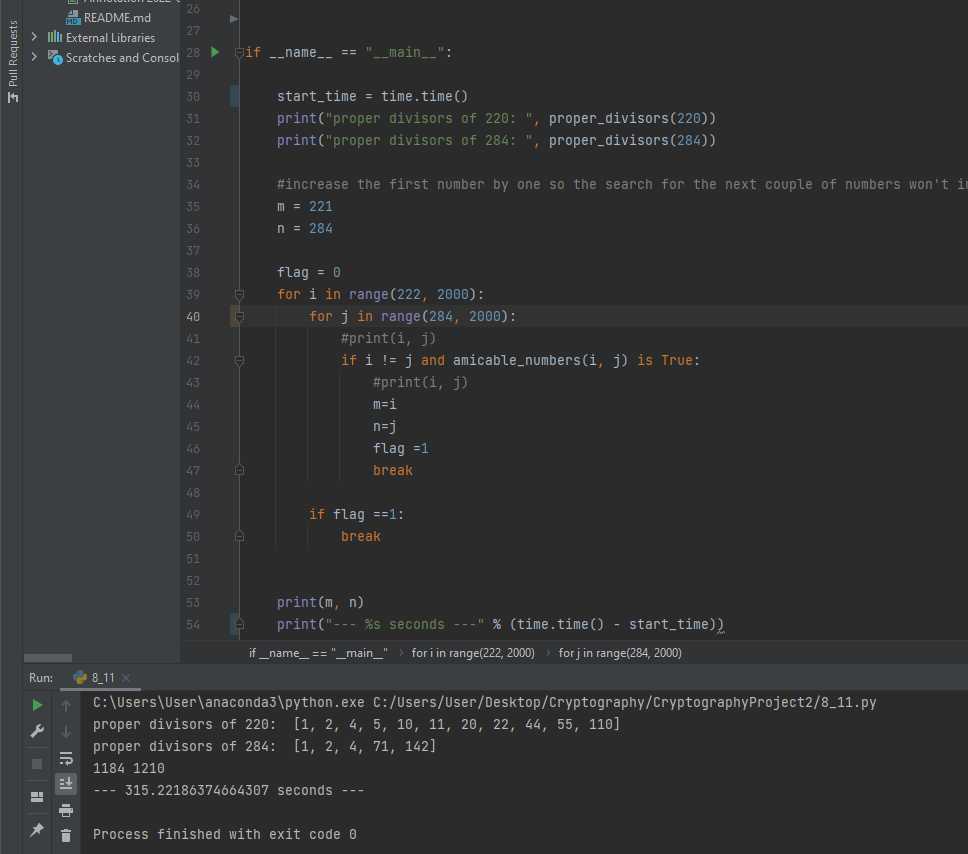 Pull Requests
README.md
External Libraries
Scratches and Consol
26
27
28 if __name__ == "__main__":
29
30 start_time = time.time()
31 print("proper divisors of 220: ", proper_divisors(220))
32 print("proper divisors of 284: ", proper_divisors(284))
33
34 #increase the first number by one so the search for the next couple of numbers won't in
35 m = 221
36 n = 284
37
38 flag = 0
39 for i in range(222, 2000):
40 for j in range(284, 2000):
41 #print(i, j)
42 if i != j and amicable_numbers(i, j) is True:
43 #print(i, j)
44 m=i
45 n=j
46 flag =1
47 break
48
49 if flag ==1:
50 break
51
52
53 print(m, n)
54 print("--- %s seconds ---" % (time.time() - start_time))
if __name__ == "__main__" › for i in range(222, 2000) › for j in range(284, 2000)
Run: 8_11 ×
C:\Users\User\anaconda3\python.exe C:/Users/User/Desktop/Cryptography/CryptographyProject2/8_11.py
proper divisors of 220:  [1, 2, 4, 5, 10, 11, 20, 22, 44, 55, 110]
proper divisors of 284:  [1, 2, 4, 71, 142]
1184 1210
--- 315.22186374664307 seconds ---
Process finished with exit code 0